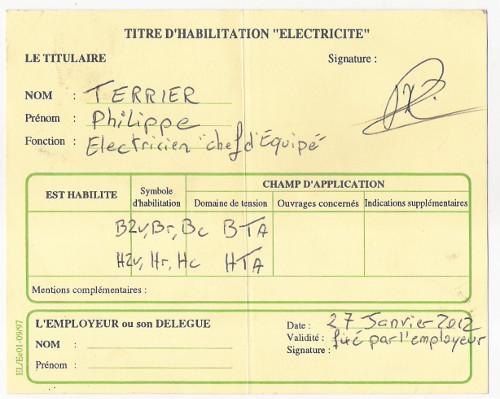 TITRE D'HABILITATION "ELECTRICITE"
LE TITULAIRE Signature :
NOM : TERRIER
Prénom : Philippe
Fonction : Electricien "chef d'Equipe"
EST HABILITE Symbole d'habilitation CHAMP D'APPLICATION
Domaine de tension Ouvrages concernés Indications supplémentaires
B2v, Br, Bc BTA
H2v, Hr, Hc HTA
Mentions complémentaires :
L'EMPLOYEUR ou son DELEGUE Date : 27 Janvier 2012
NOM : Validité : fixé par l'employeur
Prénom : Signature :
EL/Ee01-09/97